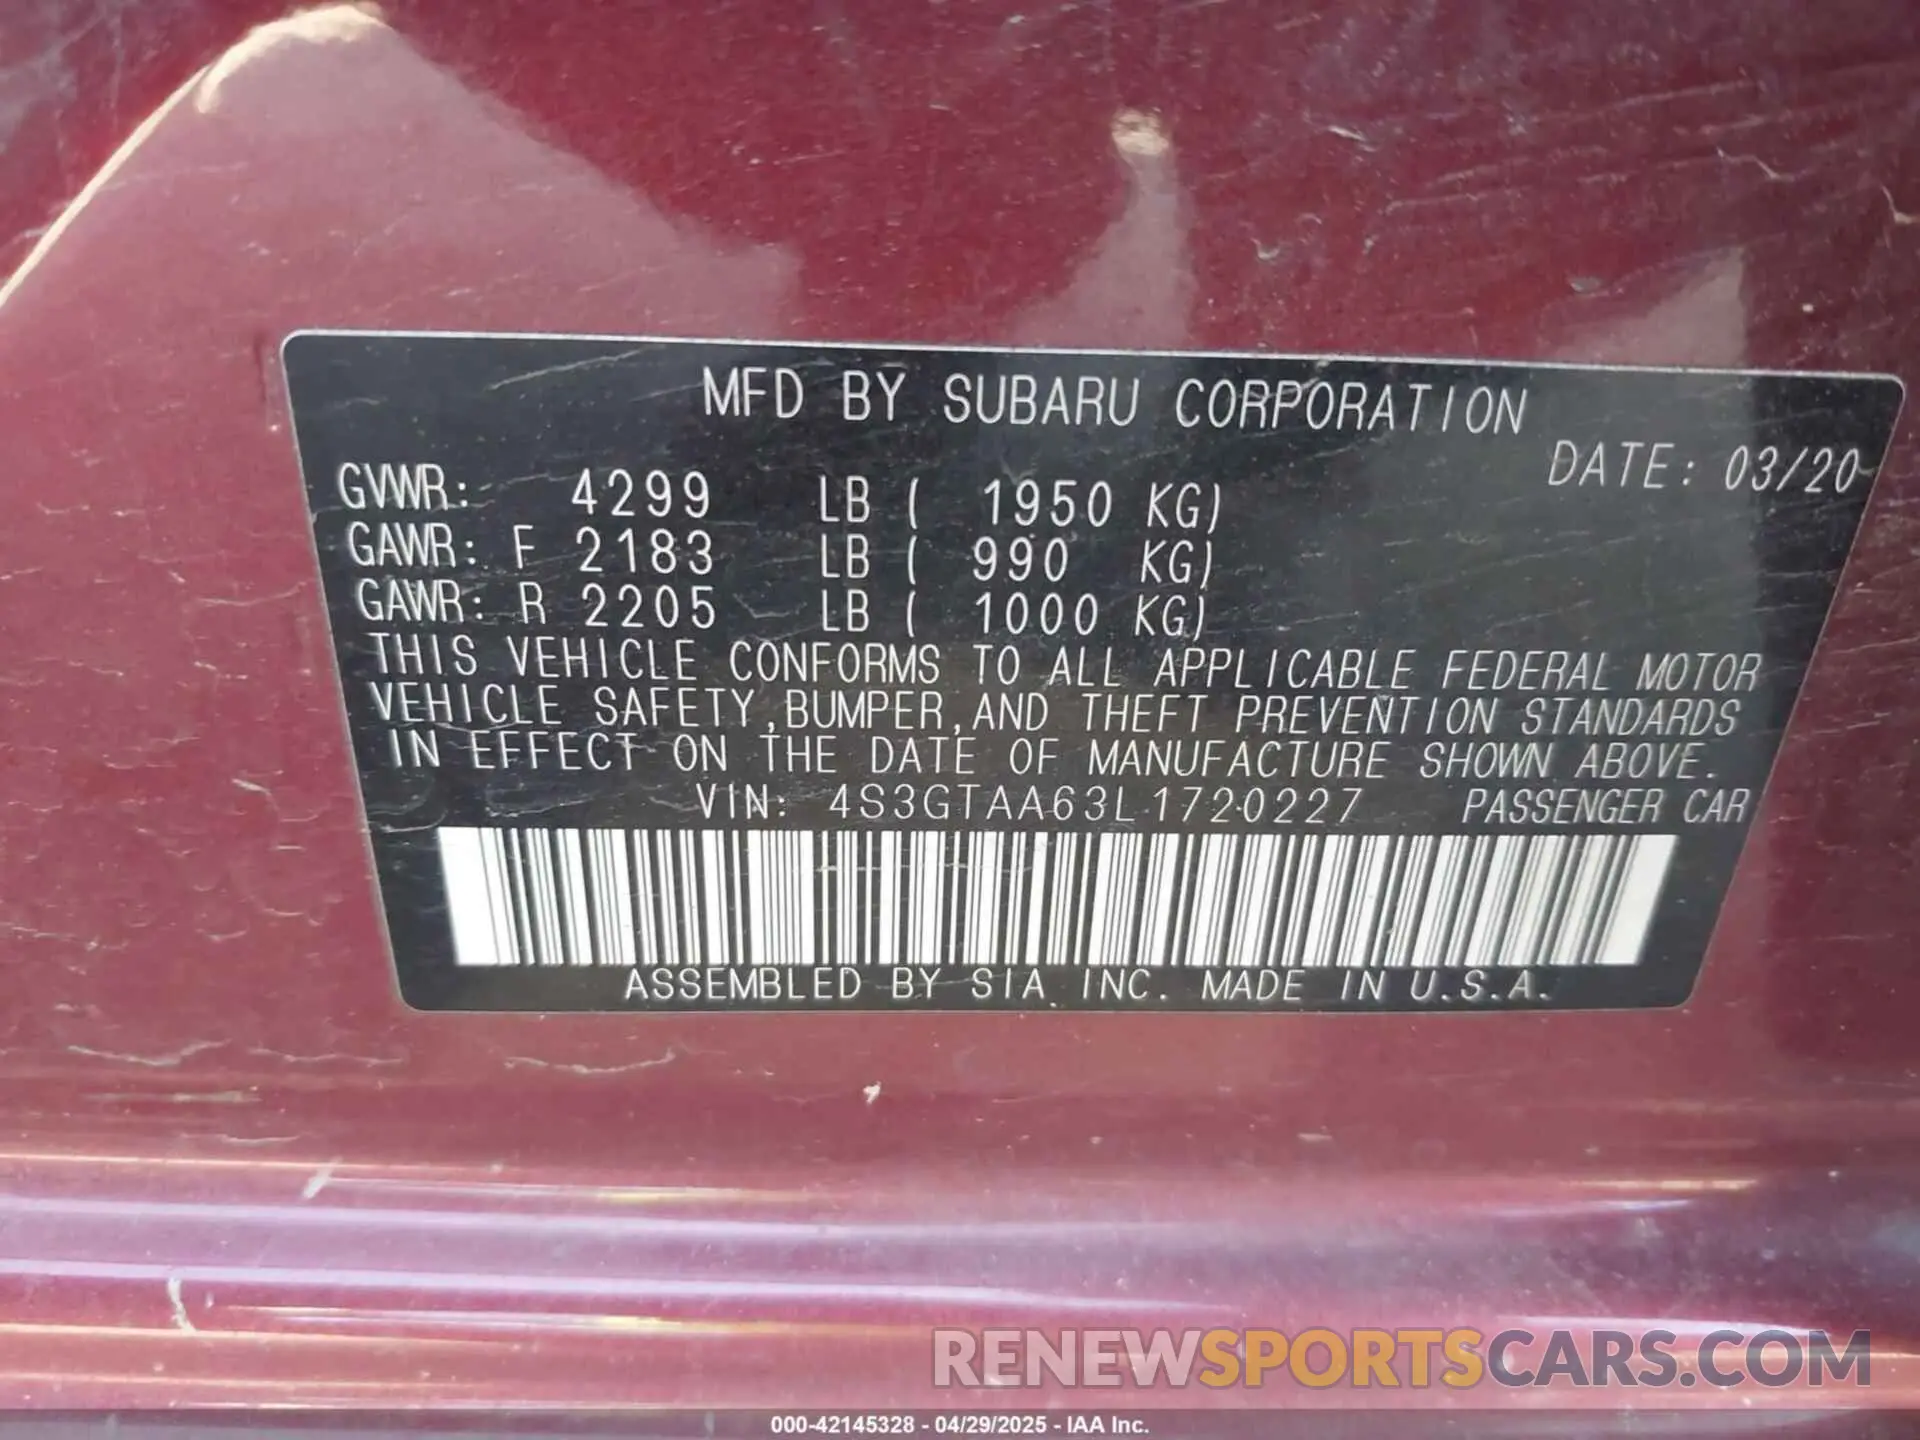 MFD BY SUBARU CORPORATION
DATE: 03/20
GVWR: 4299 LB ( 1950 KG)
GAWR: F 2183 LB ( 990 KG)
GAWR: R 2205 LB ( 1000 KG)
THIS VEHICLE CONFORMS TO ALL APPLICABLE FEDERAL MOTOR
VEHICLE SAFETY,BUMPER,AND THEFT PREVENTION STANDARDS
IN EFFECT ON THE DATE OF MANUFACTURE SHOWN ABOVE.
VIN: 4S3GTAA63L1720227 PASSENGER CAR
ASSEMBLED BY SIA INC. MADE IN U.S.A.
RENEWSPORTSCARS.COM
000-42145328 - 04/29/2025 - IAA Inc.